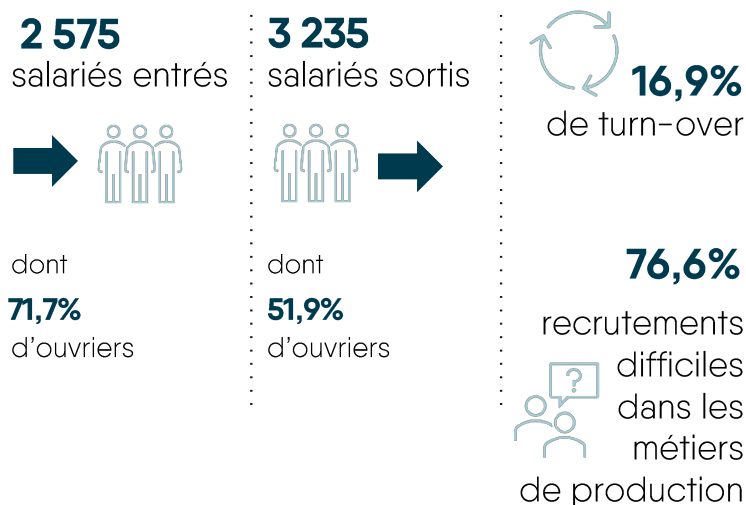 2 575
salariés entrés
dont
71,7%
d'ouvriers
3 235
salariés sortis
dont
51,9%
d'ouvriers
16,9%
de turn-over
76,6%
recrutements
difficiles
?
dans les
métiers
de production